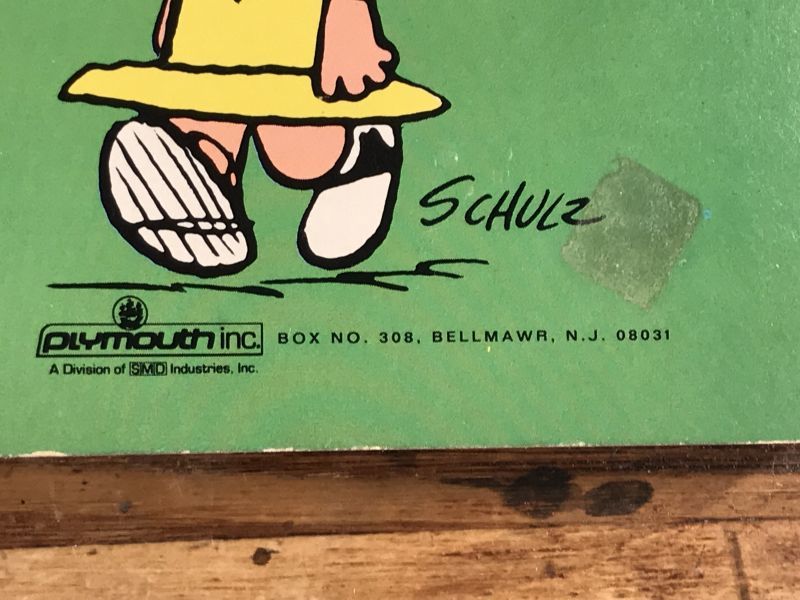 SCHULZ
PLYMOUTH inc. BOX NO. 308, BELLMAWR, N.J. 08031
A Division of SMD Industries, Inc.